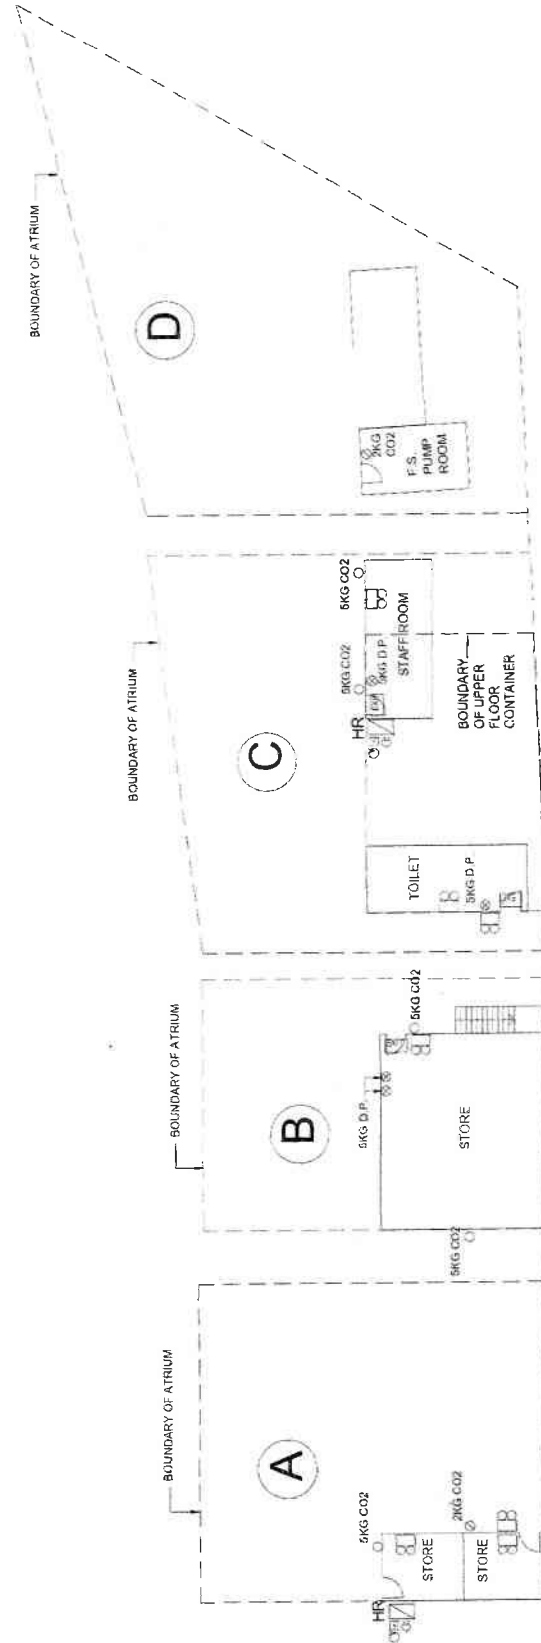 BOUNDARY OF ATRIUM
D
2KG
CO2
F.S.
PUMP
ROOM
BOUNDARY OF ATRIUM
C
5KG CO2
5KG CO2
5KG D.P
STAFF ROOM
HR
BOUNDARY
OF UPPER
FLOOR
CONTAINER
TOILET
5KG D.P.
BOUNDARY OF ATRIUM
B
5KG CO2
5KG D.P.
STORE
5KG CO2
BOUNDARY OF ATRIUM
A
5KG CO2
2KG CO2
STORE
STORE
HR